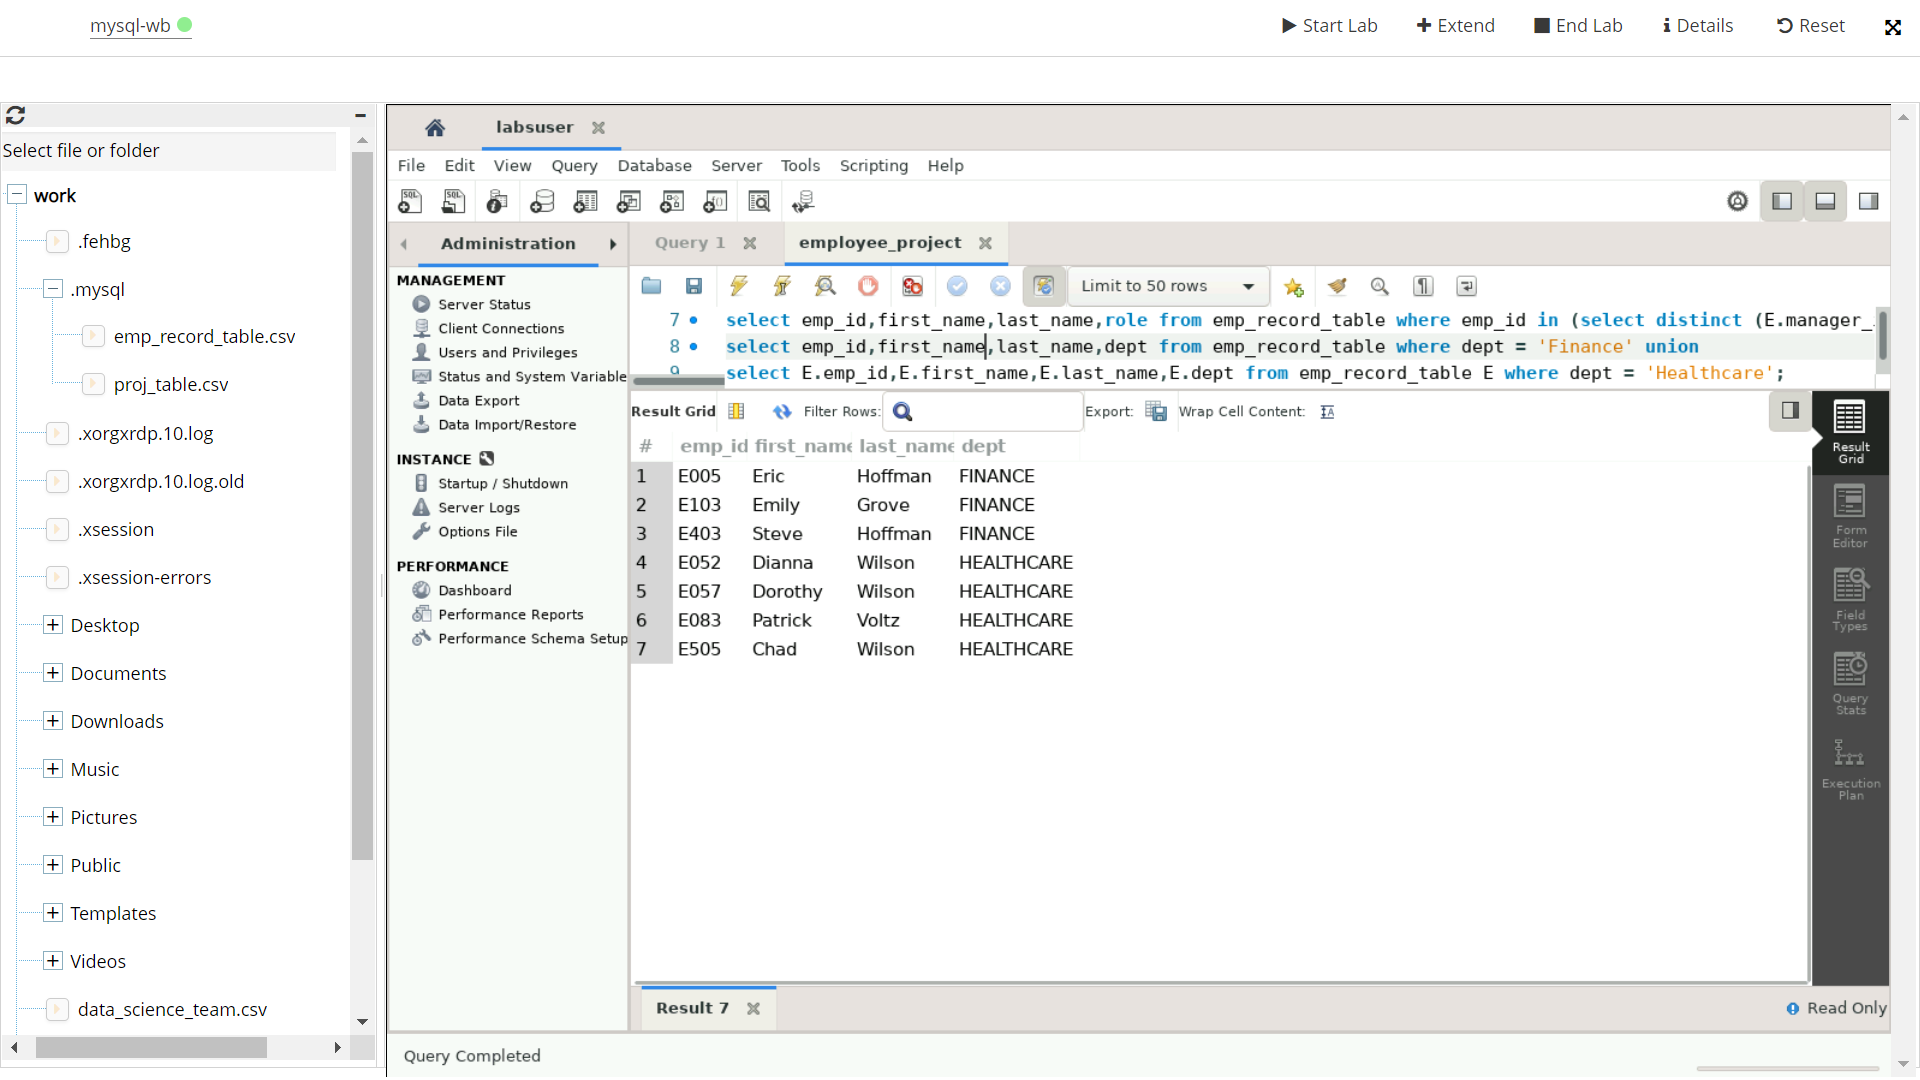 mysql-wb
Start Lab
Extend
End Lab
Details
Reset
Select file or folder
work
.fehbg
.mysql
emp_record_table.csv
proj_table.csv
.xorgxrdp.10.log
.xorgxrdp.10.log.old
.xsession
.xsession-errors
Desktop
Documents
Downloads
Music
Pictures
Public
Templates
Videos
data_science_team.csv
labsuser
File Edit View Query Database Server Tools Scripting Help
Administration
MANAGEMENT
Server Status
Client Connections
Users and Privileges
Status and System Variable
Data Export
Data Import/Restore
INSTANCE
Startup / Shutdown
Server Logs
Options File
PERFORMANCE
Dashboard
Performance Reports
Performance Schema Setup
Query 1
employee_project
Limit to 50 rows
7 select emp_id,first_name,last_name,role from emp_record_table where emp_id in (select distinct (E.manager_
8 select emp_id,first_name,last_name,dept from emp_record_table where dept = 'Finance' union
9 select E.emp_id,E.first_name,E.last_name,E.dept from emp_record_table E where dept = 'Healthcare';
Result Grid Filter Rows: Export: Wrap Cell Content:
# emp_id first_name last_name dept
1 E005 Eric Hoffman FINANCE
2 E103 Emily Grove FINANCE
3 E403 Steve Hoffman FINANCE
4 E052 Dianna Wilson HEALTHCARE
5 E057 Dorothy Wilson HEALTHCARE
6 E083 Patrick Voltz HEALTHCARE
7 E505 Chad Wilson HEALTHCARE
Result
Grid
Form
Editor
Field
Types
Query
Stats
Execution
Plan
Result 7
Read Only
Query Completed